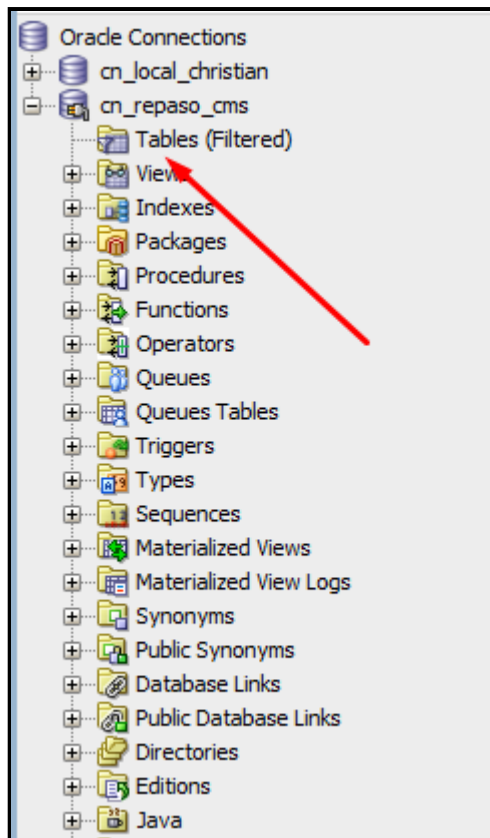 Oracle Connections
cn_local_christian
cn_repaso_cms
Tables (Filtered)
Views
Indexes
Packages
Procedures
Functions
Operators
Queues
Queues Tables
Triggers
Types
Sequences
Materialized Views
Materialized View Logs
Synonyms
Public Synonyms
Database Links
Public Database Links
Directories
Editions
Java